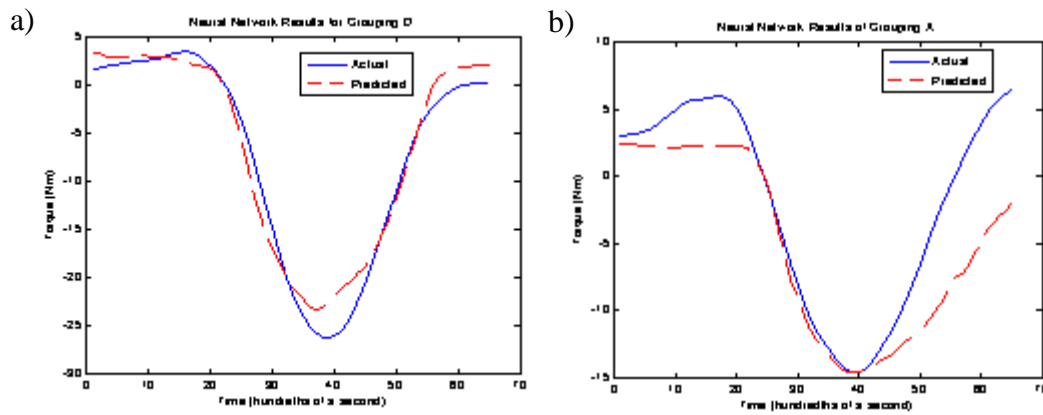 a)
Neural Network Results for Grouping D
5
0
-5
-10
-15
-20
-25
-30
Torque (Nm)
Actual
Predicted
0 10 20 30 40 50 60 70
Time (hundredths of a second)
b)
Neural Network Results of Grouping A
10
5
0
-5
-10
-15
Torque (Nm)
Actual
Predicted
0 10 20 30 40 50 60 70
Time (hundredths of a second)